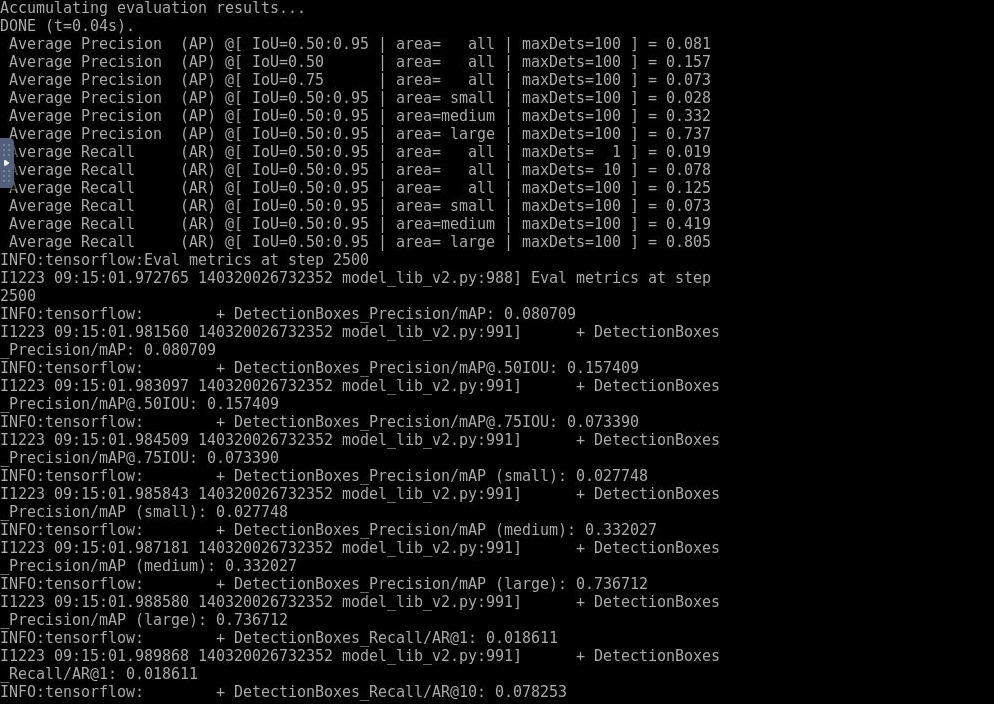 Accumulating evaluation results...
DONE (t=0.04s).
 Average Precision  (AP) @[ IoU=0.50:0.95 | area=   all | maxDets=100 ] = 0.081
 Average Precision  (AP) @[ IoU=0.50      | area=   all | maxDets=100 ] = 0.157
 Average Precision  (AP) @[ IoU=0.75      | area=   all | maxDets=100 ] = 0.073
 Average Precision  (AP) @[ IoU=0.50:0.95 | area= small | maxDets=100 ] = 0.028
 Average Precision  (AP) @[ IoU=0.50:0.95 | area=medium | maxDets=100 ] = 0.332
 Average Precision  (AP) @[ IoU=0.50:0.95 | area= large | maxDets=100 ] = 0.737
 Average Recall     (AR) @[ IoU=0.50:0.95 | area=   all | maxDets=  1 ] = 0.019
 Average Recall     (AR) @[ IoU=0.50:0.95 | area=   all | maxDets= 10 ] = 0.078
 Average Recall     (AR) @[ IoU=0.50:0.95 | area=   all | maxDets=100 ] = 0.125
 Average Recall     (AR) @[ IoU=0.50:0.95 | area= small | maxDets=100 ] = 0.073
 Average Recall     (AR) @[ IoU=0.50:0.95 | area=medium | maxDets=100 ] = 0.419
 Average Recall     (AR) @[ IoU=0.50:0.95 | area= large | maxDets=100 ] = 0.805
INFO:tensorflow:Eval metrics at step 2500
I1223 09:15:01.972765 140320026732352 model_lib_v2.py:988] Eval metrics at step
2500
INFO:tensorflow:        + DetectionBoxes_Precision/mAP: 0.080709
I1223 09:15:01.981560 140320026732352 model_lib_v2.py:991]      + DetectionBoxes
_Precision/mAP: 0.080709
INFO:tensorflow:        + DetectionBoxes_Precision/mAP@.50IOU: 0.157409
I1223 09:15:01.983097 140320026732352 model_lib_v2.py:991]      + DetectionBoxes
_Precision/mAP@.50IOU: 0.157409
INFO:tensorflow:        + DetectionBoxes_Precision/mAP@.75IOU: 0.073390
I1223 09:15:01.984509 140320026732352 model_lib_v2.py:991]      + DetectionBoxes
_Precision/mAP@.75IOU: 0.073390
INFO:tensorflow:        + DetectionBoxes_Precision/mAP (small): 0.027748
I1223 09:15:01.985843 140320026732352 model_lib_v2.py:991]      + DetectionBoxes
_Precision/mAP (small): 0.027748
INFO:tensorflow:        + DetectionBoxes_Precision/mAP (medium): 0.332027
I1223 09:15:01.987181 140320026732352 model_lib_v2.py:991]      + DetectionBoxes
_Precision/mAP (medium): 0.332027
INFO:tensorflow:        + DetectionBoxes_Precision/mAP (large): 0.736712
I1223 09:15:01.988580 140320026732352 model_lib_v2.py:991]      + DetectionBoxes
_Precision/mAP (large): 0.736712
INFO:tensorflow:        + DetectionBoxes_Recall/AR@1: 0.018611
I1223 09:15:01.989868 140320026732352 model_lib_v2.py:991]      + DetectionBoxes
_Recall/AR@1: 0.018611
INFO:tensorflow:        + DetectionBoxes_Recall/AR@10: 0.078253